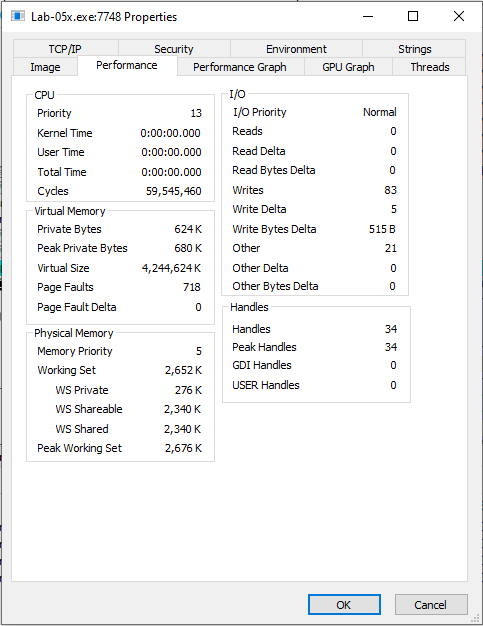 Lab-05x.exe:7748 Properties
TCP/IP Security Environment Strings
Image Performance Performance Graph GPU Graph Threads
CPU
Priority 13
Kernel Time 0:00:00.000
User Time 0:00:00.000
Total Time 0:00:00.000
Cycles 59,545,460
Virtual Memory
Private Bytes 624 K
Peak Private Bytes 680 K
Virtual Size 4,244,624 K
Page Faults 718
Page Fault Delta 0
Physical Memory
Memory Priority 5
Working Set 2,652 K
WS Private 276 K
WS Shareable 2,340 K
WS Shared 2,340 K
Peak Working Set 2,676 K
I/O
I/O Priority Normal
Reads 0
Read Delta 0
Read Bytes Delta 0
Writes 83
Write Delta 5
Write Bytes Delta 515 B
Other 21
Other Delta 0
Other Bytes Delta 0
Handles
Handles 34
Peak Handles 34
GDI Handles 0
USER Handles 0
OK Cancel